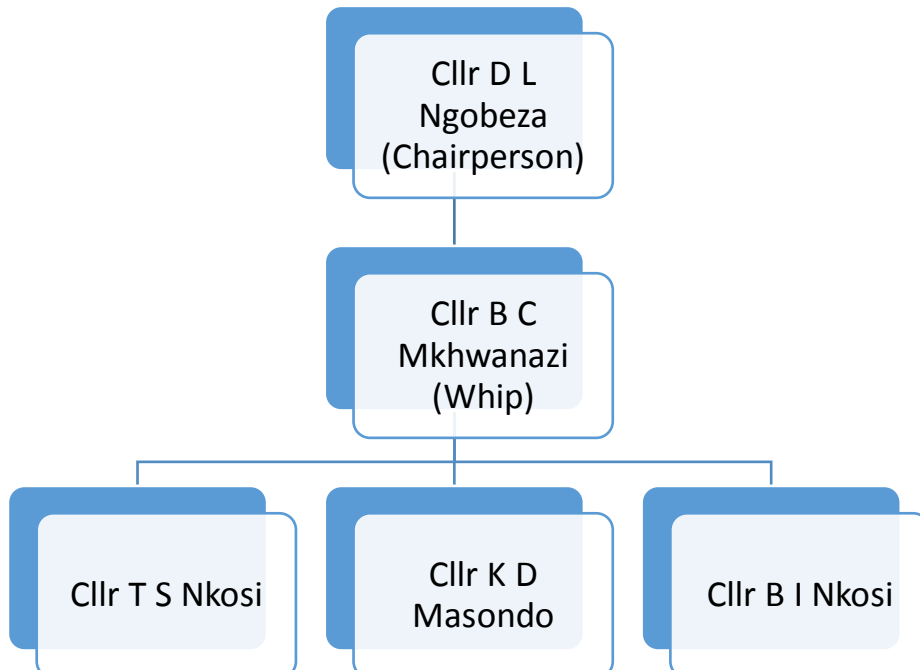 Cllr D L
Ngobeza
(Chairperson)
Cllr B C
Mkhwanazi
(Whip)
Cllr T S Nkosi
Cllr K D
Masondo
Cllr B I Nkosi